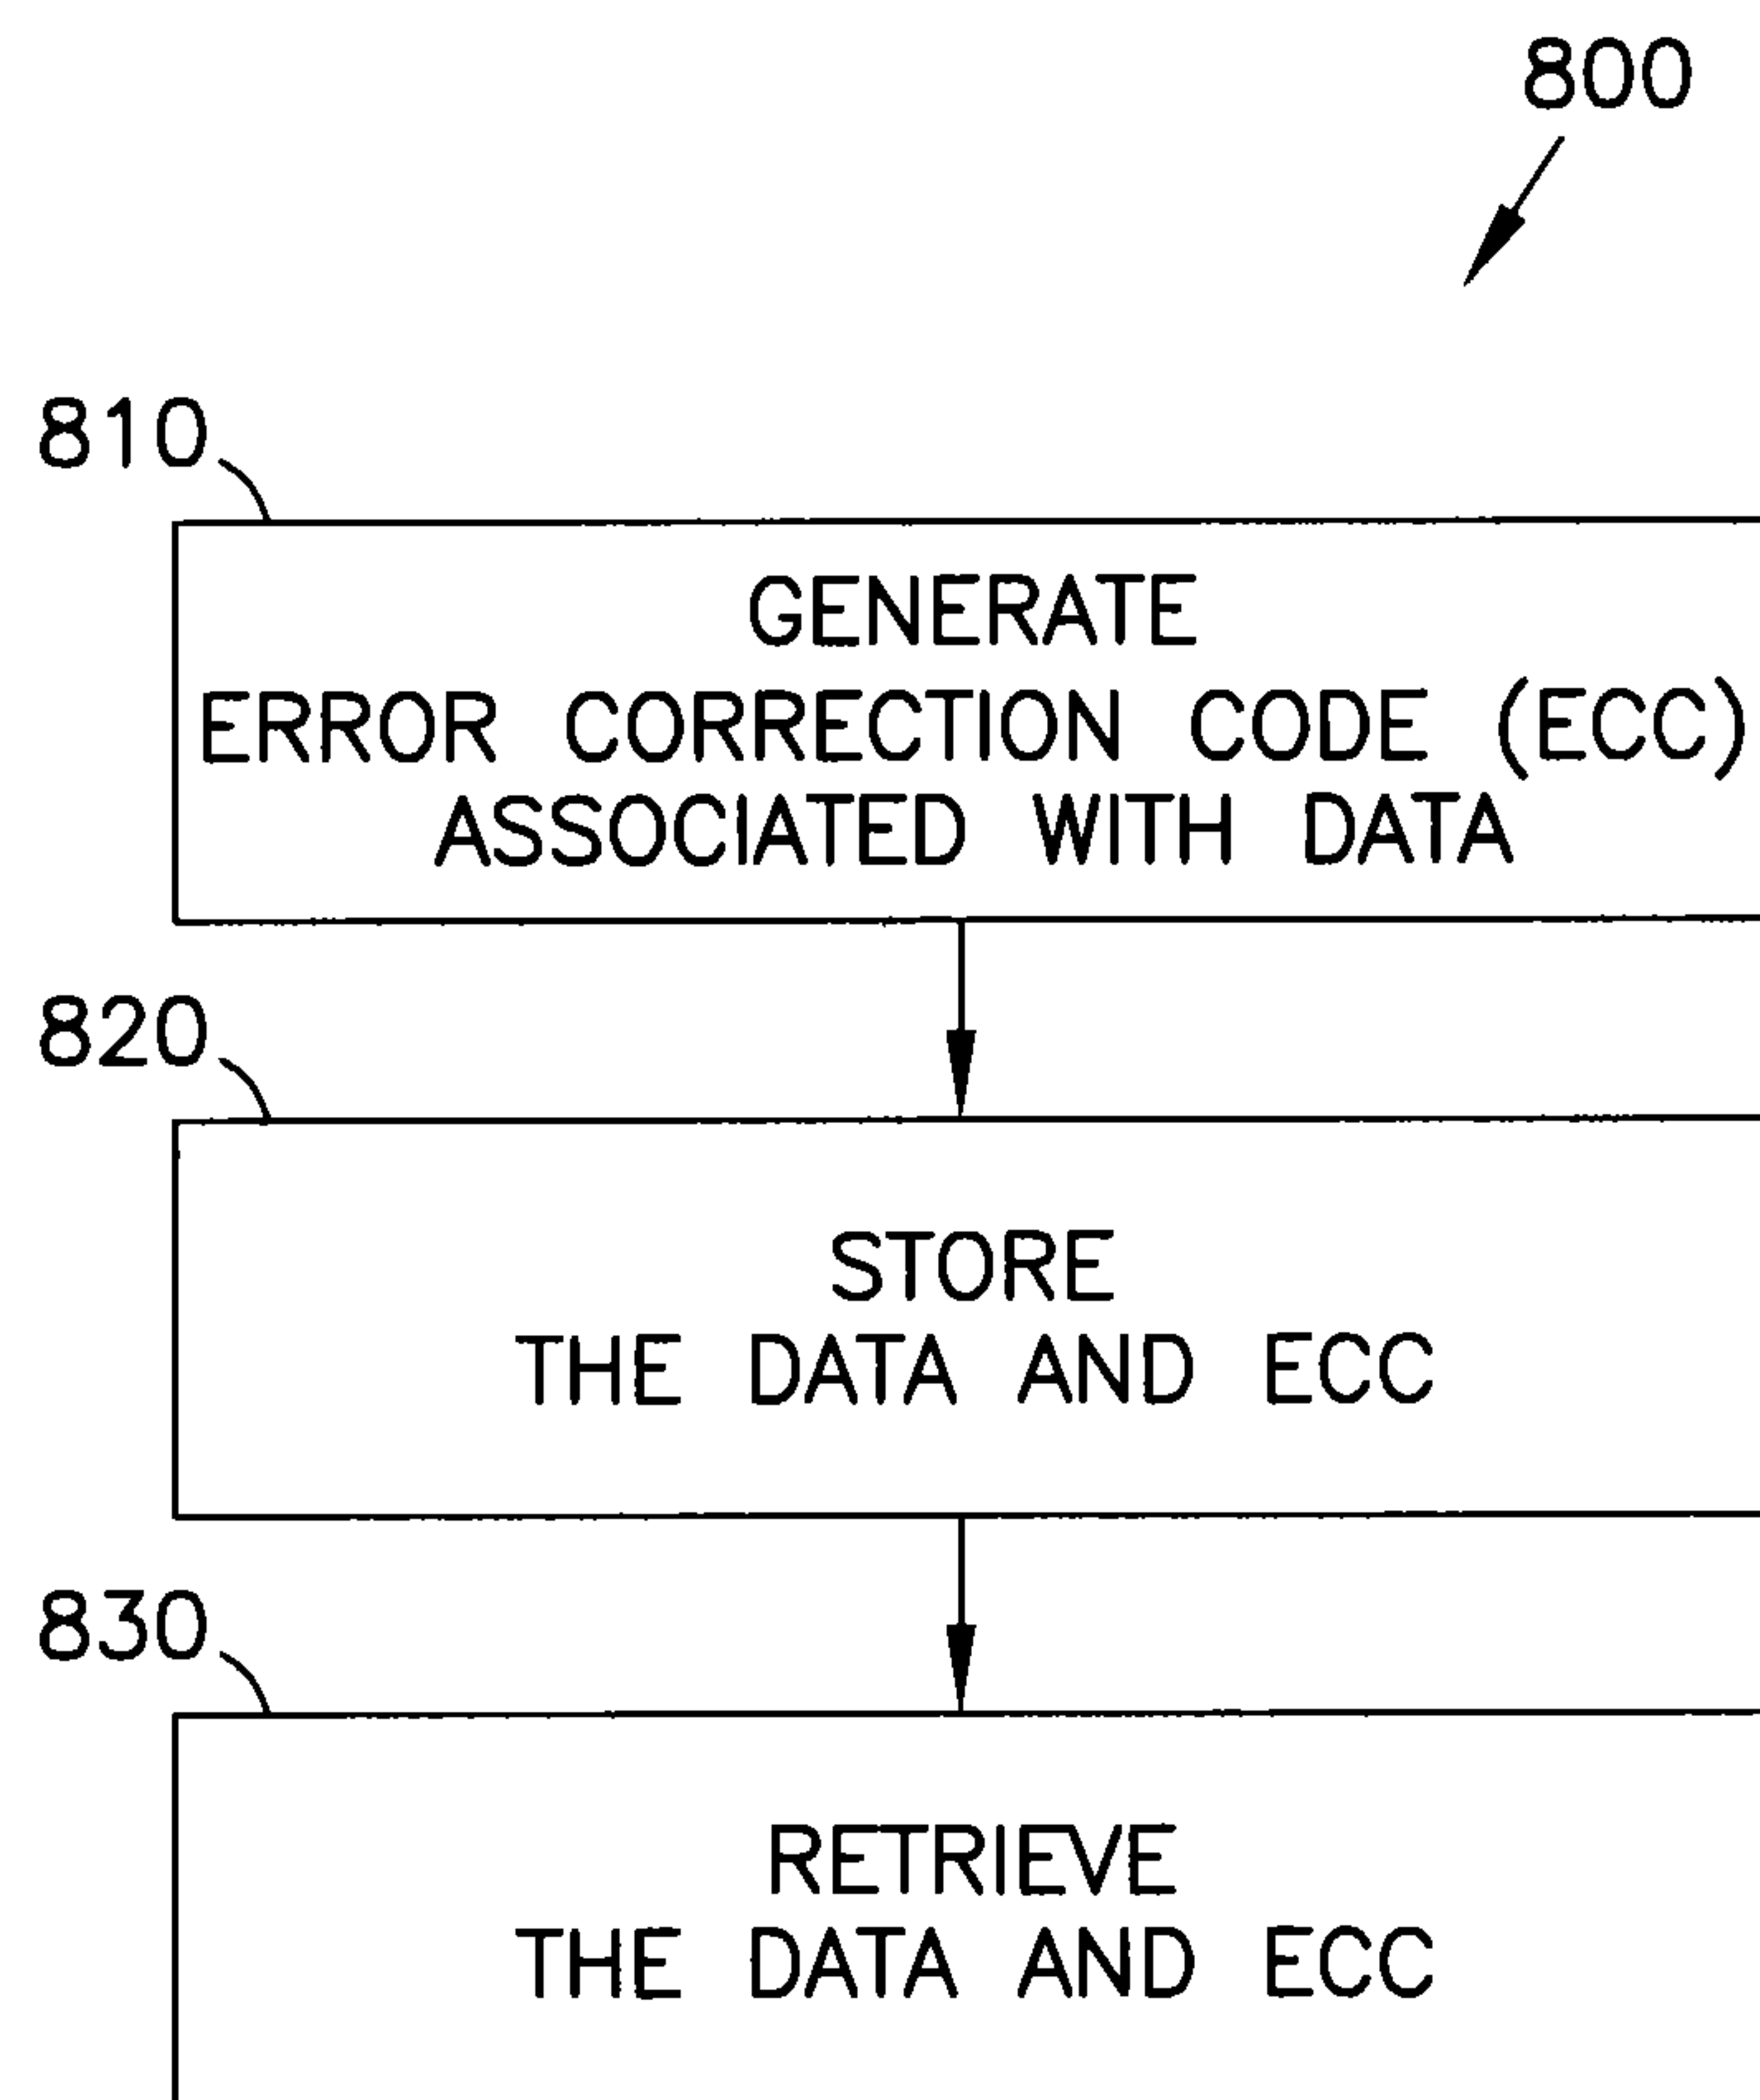 800
810
GENERATE
ERROR CORRECTION CODE (ECC)
ASSOCIATED WITH DATA
820
STORE
THE DATA AND ECC
830
RETRIEVE
THE DATA AND ECC